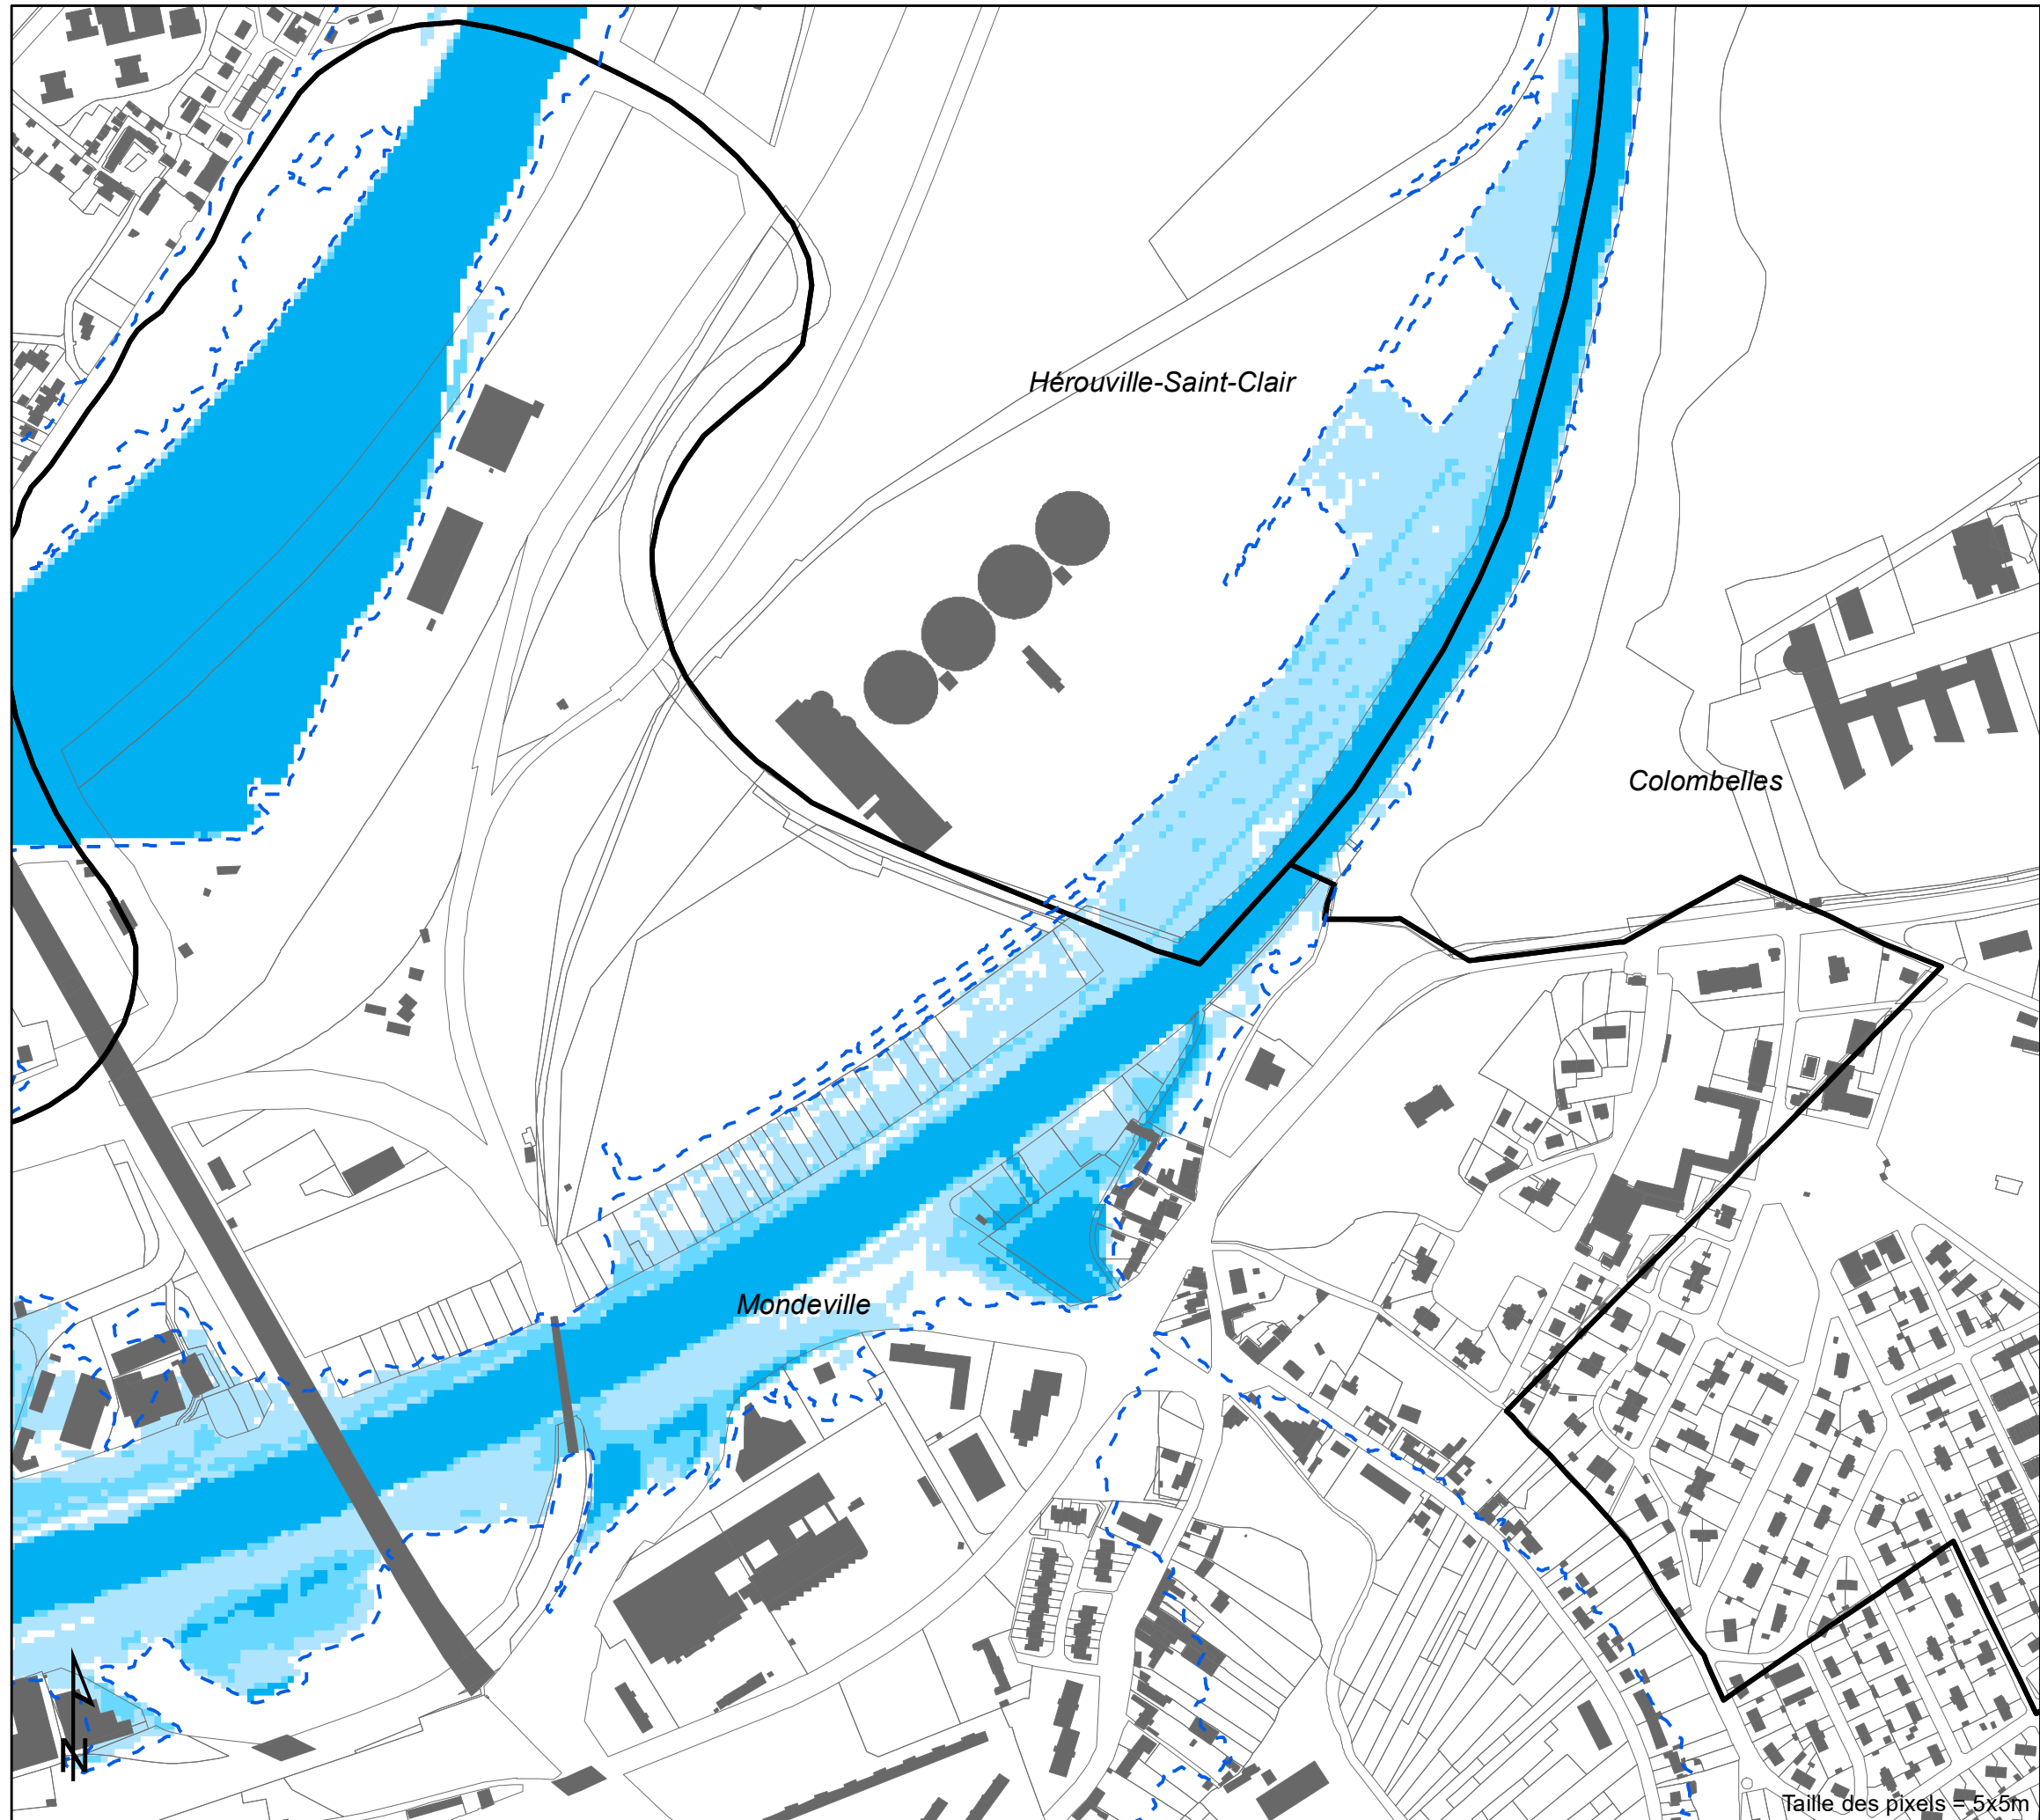 Hérouville-Saint-Clair
Colombelles
Mondeville
N
Taille des pixels = 5x5m